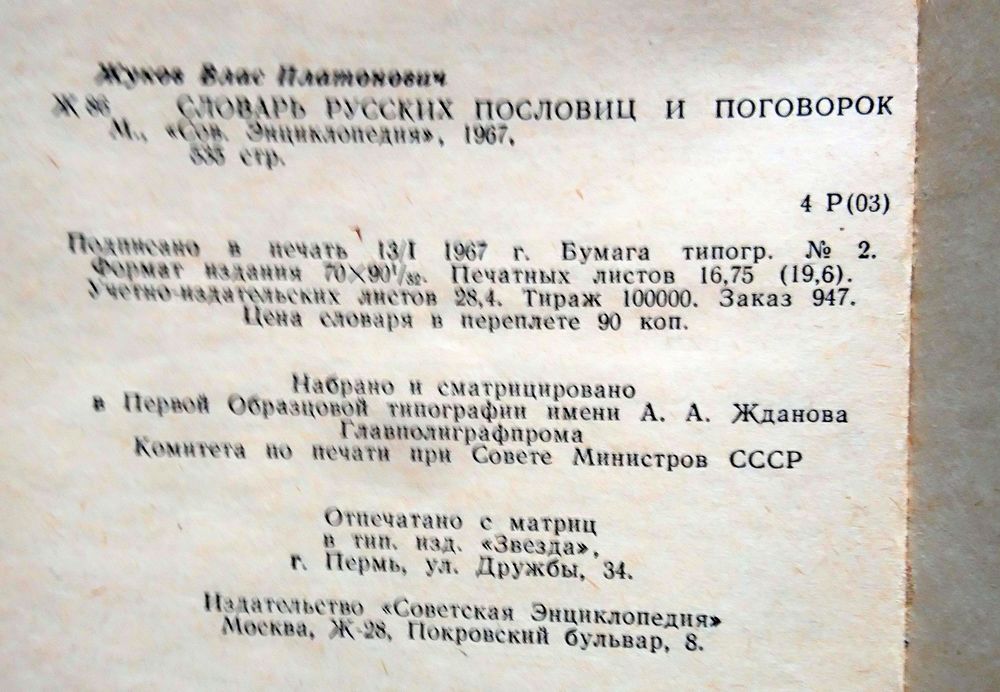 Жуков Влас Платонович
Ж 86 СЛОВАРЬ РУССКИХ ПОСЛОВИЦ И ПОГОВОРОК
М., «Сов. Энциклопедия», 1967,
535 стр.
4 Р(03)
Подписано в печать 13/I 1967 г. Бумага типогр. № 2.
Формат издания 70×90¹/₃₂. Печатных листов 16,75 (19,6).
Учетно-издательских листов 28,4. Тираж 100000. Заказ 947.
Цена словаря в переплете 90 коп.
Набрано и сматрицировано
в Первой Образцовой типографии имени А. А. Жданова
Главполиграфпрома
Комитета по печати при Совете Министров СССР
Отпечатано с матриц
в тип. изд. «Звезда»,
г. Пермь, ул. Дружбы, 34.
Издательство «Советская Энциклопедия»
Москва, Ж-28, Покровский бульвар, 8.